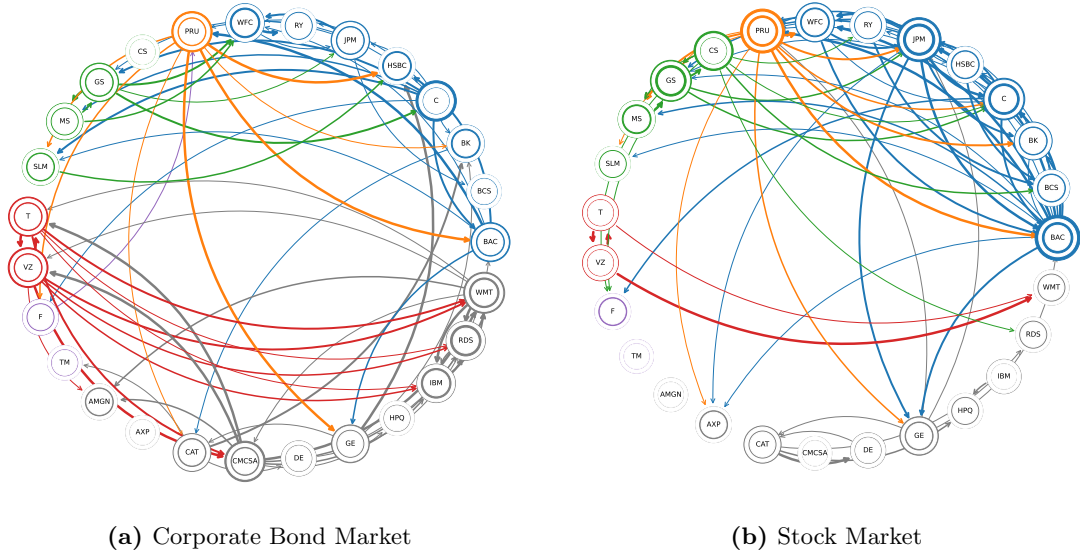 PRU
WFC
RY
JPM
HSBC
C
BK
BCS
BAC
WMT
RDS
IBM
HPQ
GE
DE
CMCSA
CAT
AXP
AMGN
TM
F
VZ
T
SLM
MS
GS
CS
(a) Corporate Bond Market
PRU
WFC
RY
JPM
HSBC
C
BK
BCS
BAC
WMT
RDS
IBM
HPQ
GE
DE
CMCSA
CAT
AXP
AMGN
TM
F
VZ
T
SLM
MS
GS
CS
(b) Stock Market